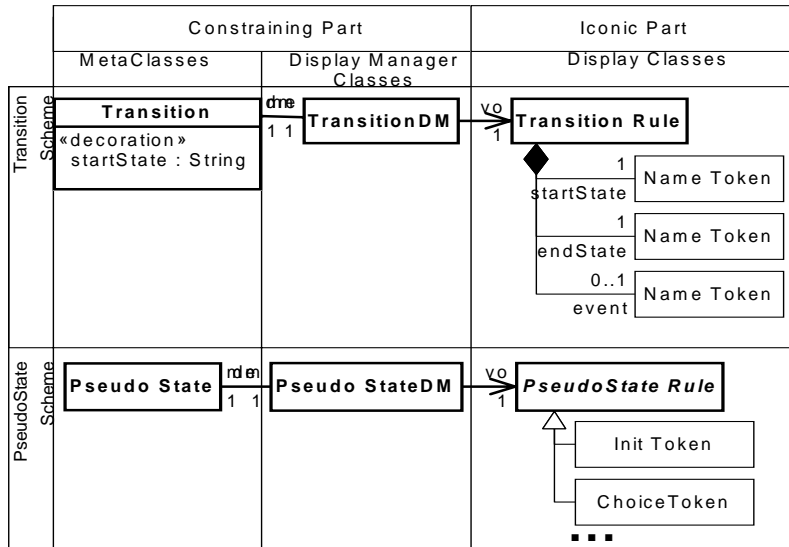 Constraining Part
Iconic Part
MetaClasses
Display Manager
Classes
Display Classes
Transition
Scheme
Transition
«decoration»
startState : String
1 1
TransitionDM
vo
1
Transition Rule
1
startState
Name Token
1
endState
Name Token
0..1
event
Name Token
PseudoState
Scheme
Pseudo State
1 1
Pseudo StateDM
vo
1
PseudoState Rule
Init Token
ChoiceToken
...